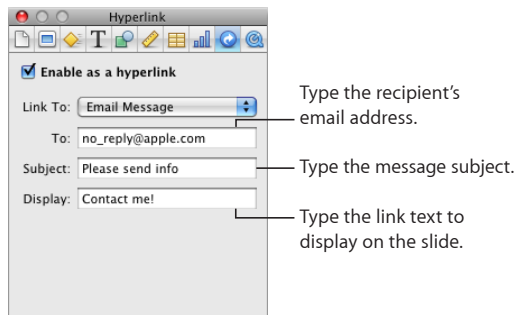 Hyperlink
T
Enable as a hyperlink
Link To: Email Message
Type the recipient's
email address.
To: no_reply@apple.com
Subject: Please send info
Type the message subject.
Display: Contact me!
Type the link text to
display on the slide.